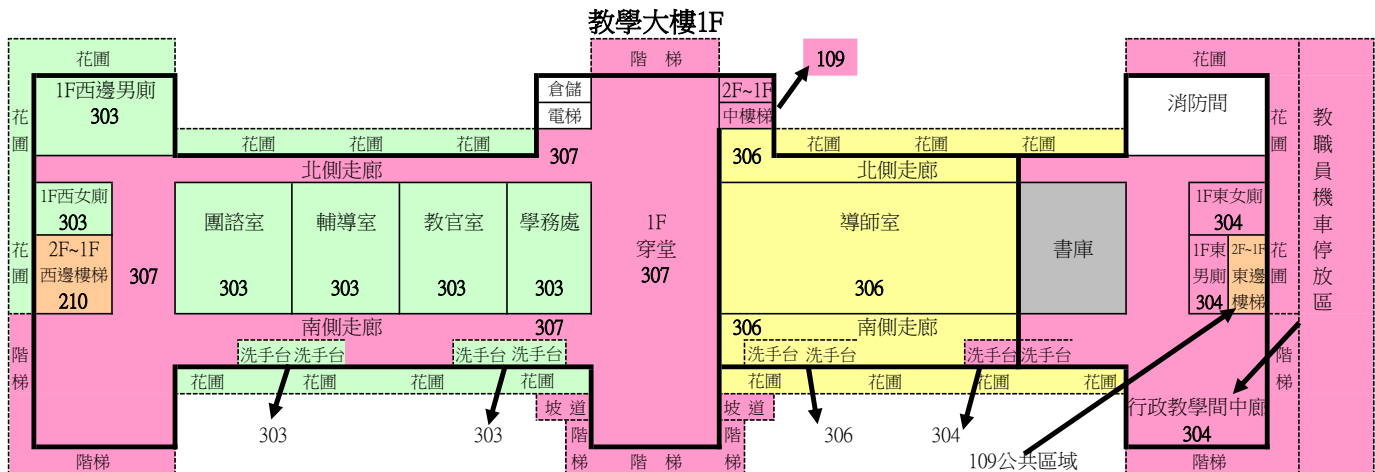 教學大樓1F
花圃
階 梯
109
花圃
1F西邊男廁
303
倉儲
電梯
2F~1F
中樓梯
消防間
花圃
花圃
教職員機車停放區
花圃 花圃 花圃
307
306
花圃 花圃 花圃
北側走廊
北側走廊
1F西女廁
303
團諮室
303
輔導室
303
教官室
303
學務處
303
1F
穿堂
307
導師室
306
書庫
1F東女廁
304
花圃
2F~1F
西邊樓梯
210
307
1F東
男廁
304
2F~1F
東邊
樓梯
花圃
南側走廊
307
306
南側走廊
階梯
洗手台 洗手台
洗手台 洗手台
洗手台 洗手台
洗手台 洗手台
階梯
花圃 花圃 花圃 花圃
花圃 花圃 花圃 花圃
坡 道
坡 道
行政教學間中廊
304
303
303
306
304
階梯
階梯
階 梯
階梯
109公共區域
階梯